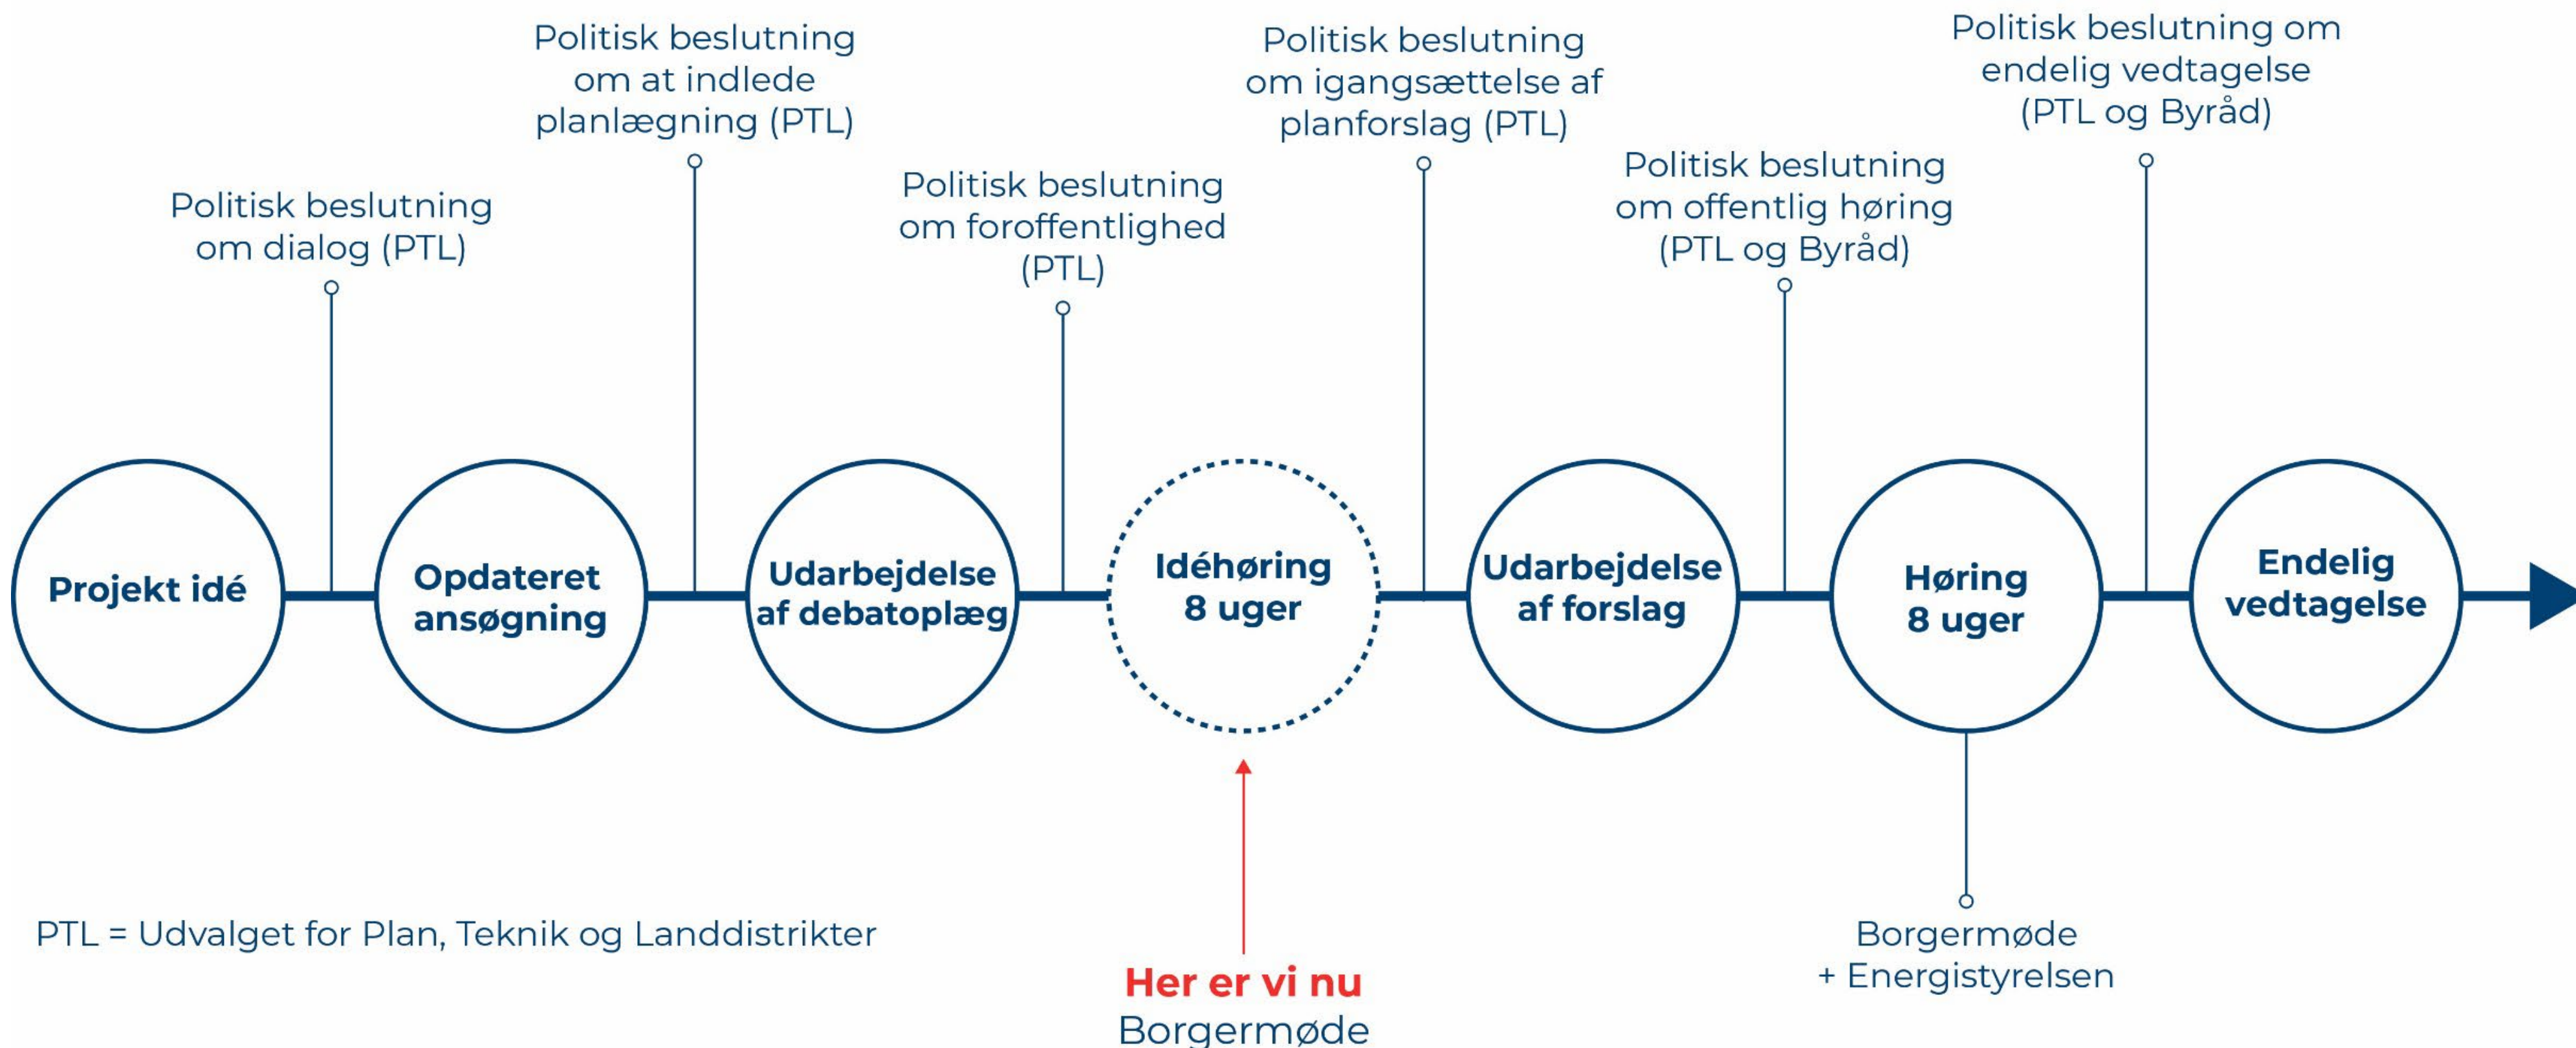 Politisk beslutning
om dialog (PTL)
Politisk beslutning
om at indlede
planlægning (PTL)
Politisk beslutning
om foroffentlighed
(PTL)
Politisk beslutning
om igangsættelse af
planforslag (PTL)
Politisk beslutning
om offentlig høring
(PTL og Byråd)
Politisk beslutning om
endelig vedtagelse
(PTL og Byråd)
Projekt idé
Opdateret
ansøgning
Udarbejdelse
af debatoplæg
Idéhøring
8 uger
Udarbejdelse
af forslag
Høring
8 uger
Endelig
vedtagelse
PTL = Udvalget for Plan, Teknik og Landdistrikter
Her er vi nu
Borgermøde
Borgermøde
+ Energistyrelsen